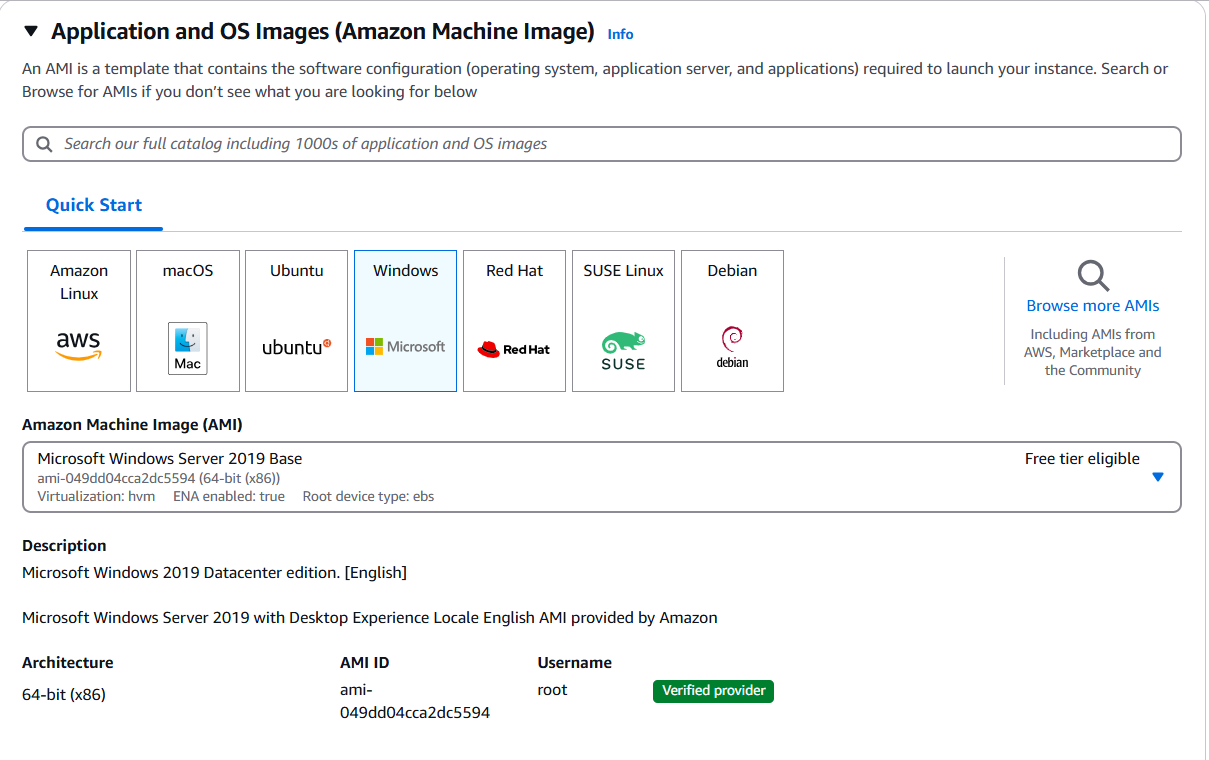 Application and OS Images (Amazon Machine Image) Info
An AMI is a template that contains the software configuration (operating system, application server, and applications) required to launch your instance. Search or
Browse for AMIs if you don’t see what you are looking for below
Search our full catalog including 1000s of application and OS images
Quick Start
Amazon
Linux
aws
macOS
Mac
Ubuntu
ubuntu
Windows
Microsoft
Red Hat
Red Hat
SUSE Linux
SUSE
Debian
debian
Browse more AMIs
Including AMIs from
AWS, Marketplace and
the Community
Amazon Machine Image (AMI)
Microsoft Windows Server 2019 Base
Free tier eligible
ami-049dd04cca2dc5594 (64-bit (x86))
Virtualization: hvm ENA enabled: true Root device type: ebs
Description
Microsoft Windows 2019 Datacenter edition. [English]
Microsoft Windows Server 2019 with Desktop Experience Locale English AMI provided by Amazon
Architecture
64-bit (x86)
AMI ID
ami-
049dd04cca2dc5594
Username
root
Verified provider